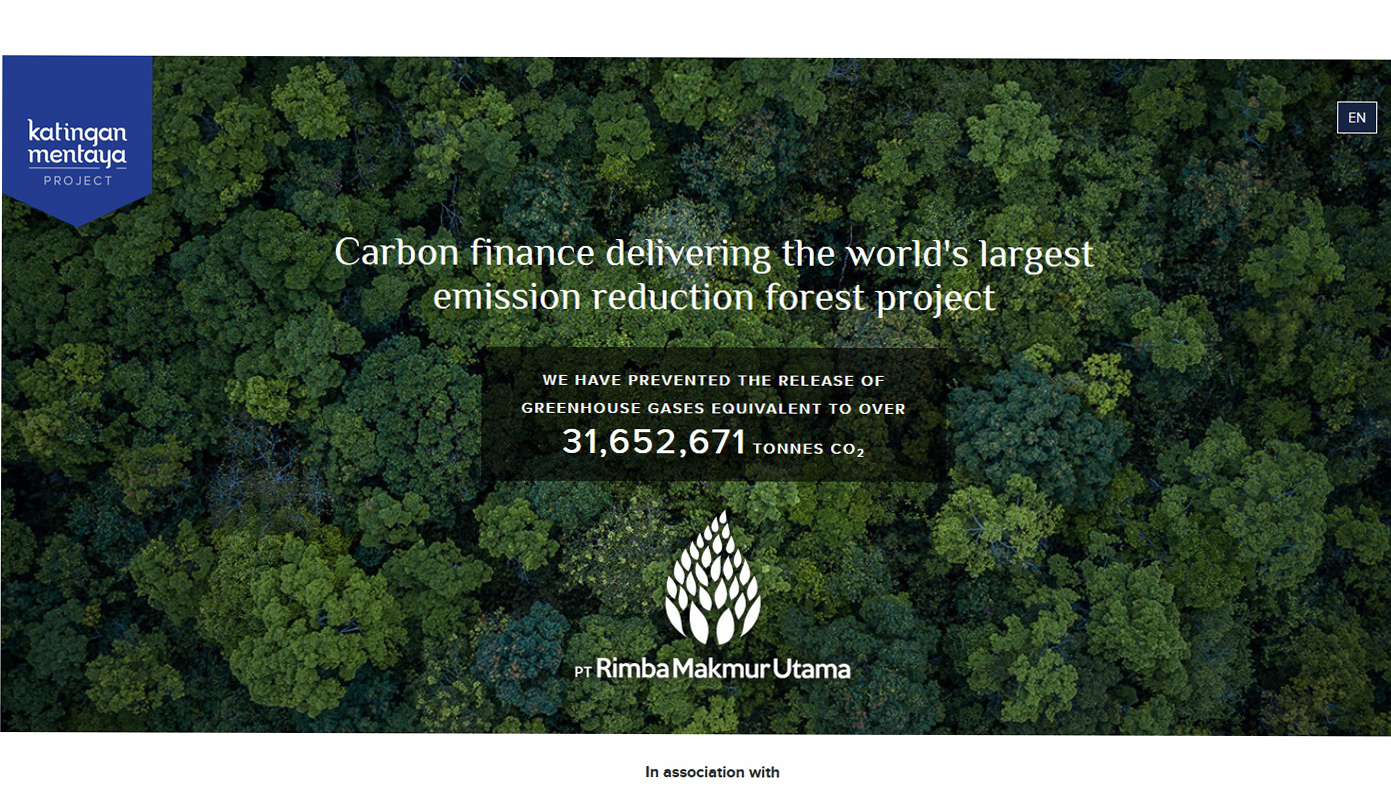 katingan
mentaya
PROJECT
EN
Carbon finance delivering the world's largest
emission reduction forest project
WE HAVE PREVENTED THE RELEASE OF
GREENHOUSE GASES EQUIVALENT TO OVER
31,652,671 TONNES CO₂
PT Rimba Makmur Utama
In association with